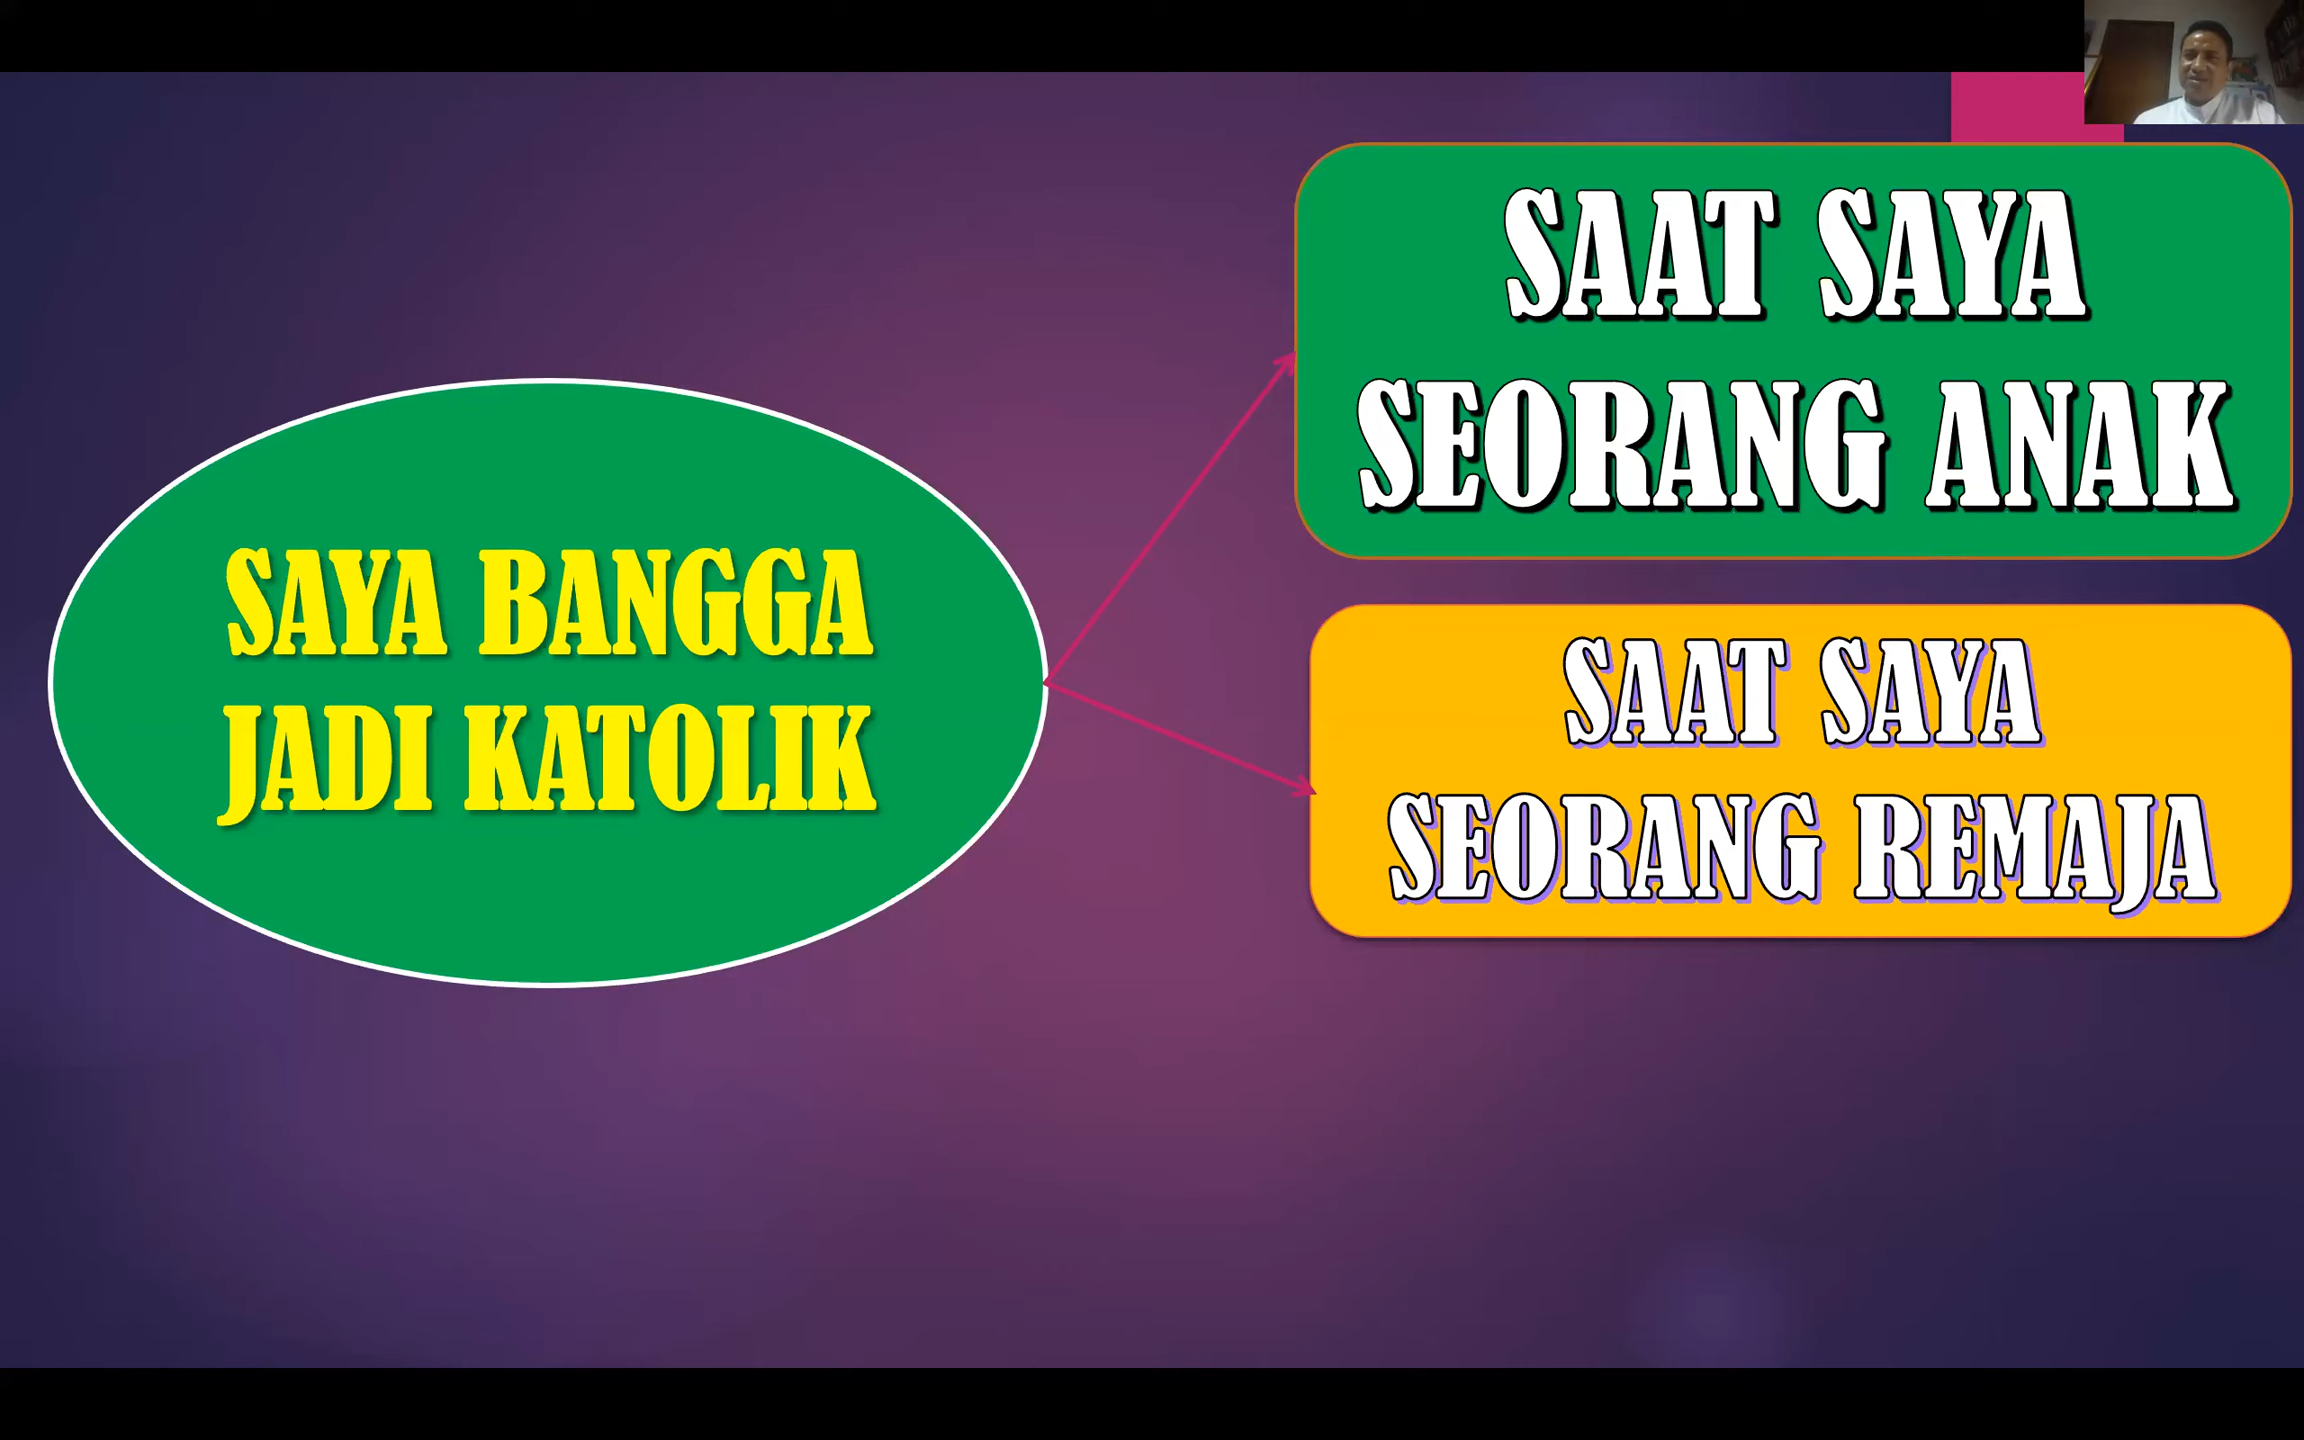 SAYA BANGGA
JADI KATOLIK
SAAT SAYA
SEORANG ANAK
SAAT SAYA
SEORANG REMAJA